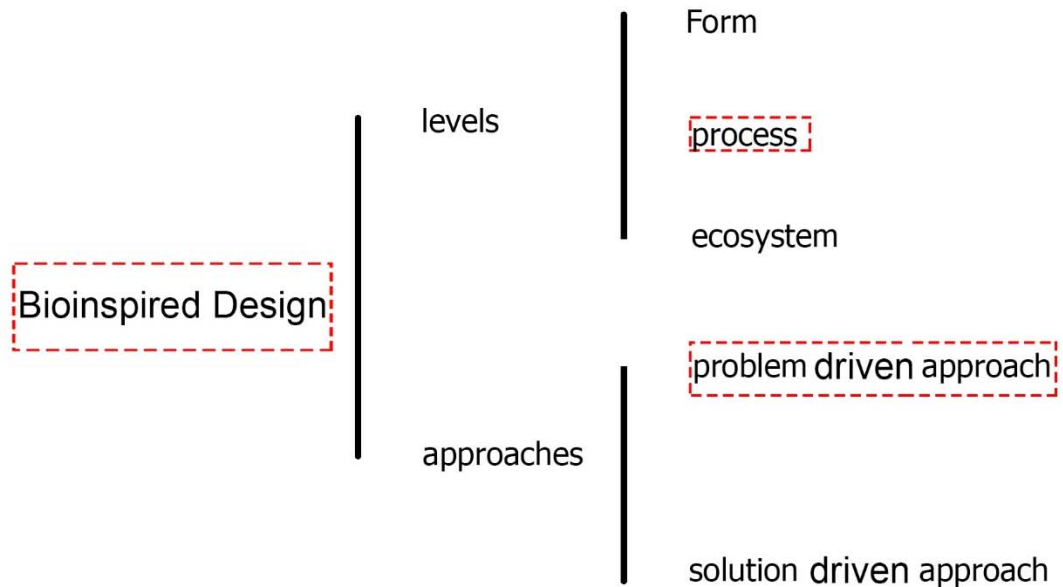 Form
levels
process
ecosystem
Bioinspired Design
problem driven approach
approaches
solution driven approach